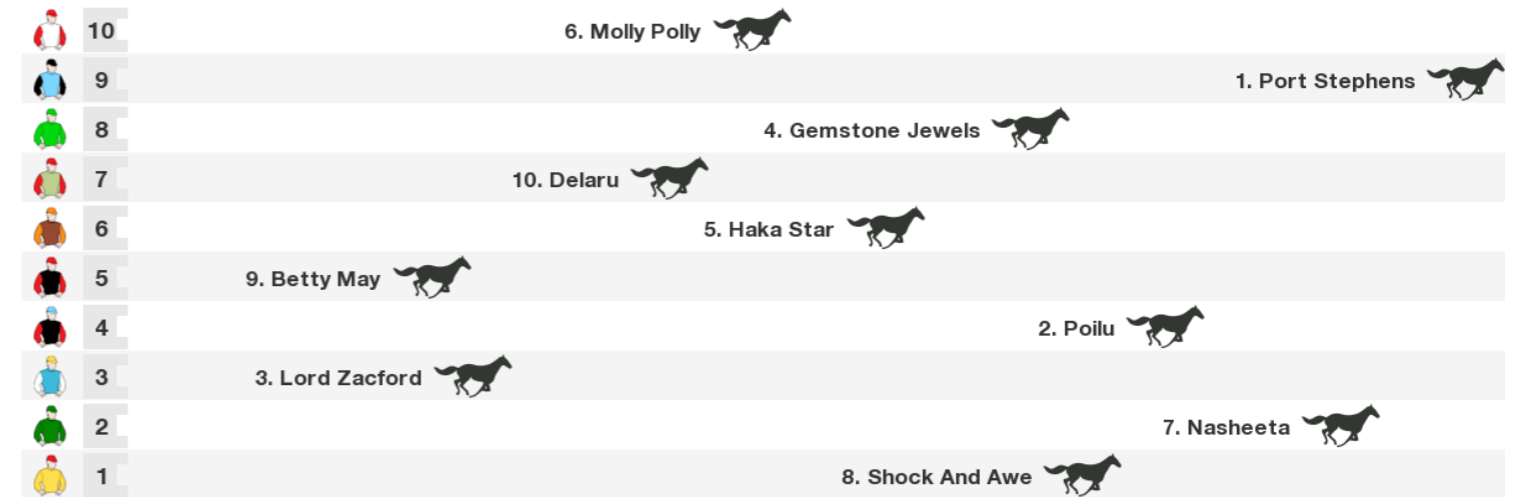 10 6. Molly Polly
9 1. Port Stephens
8 4. Gemstone Jewels
7 10. Delaru
6 5. Haka Star
5 9. Betty May
4 2. Poilu
3 3. Lord Zacford
2 7. Nasheeta
1 8. Shock And Awe